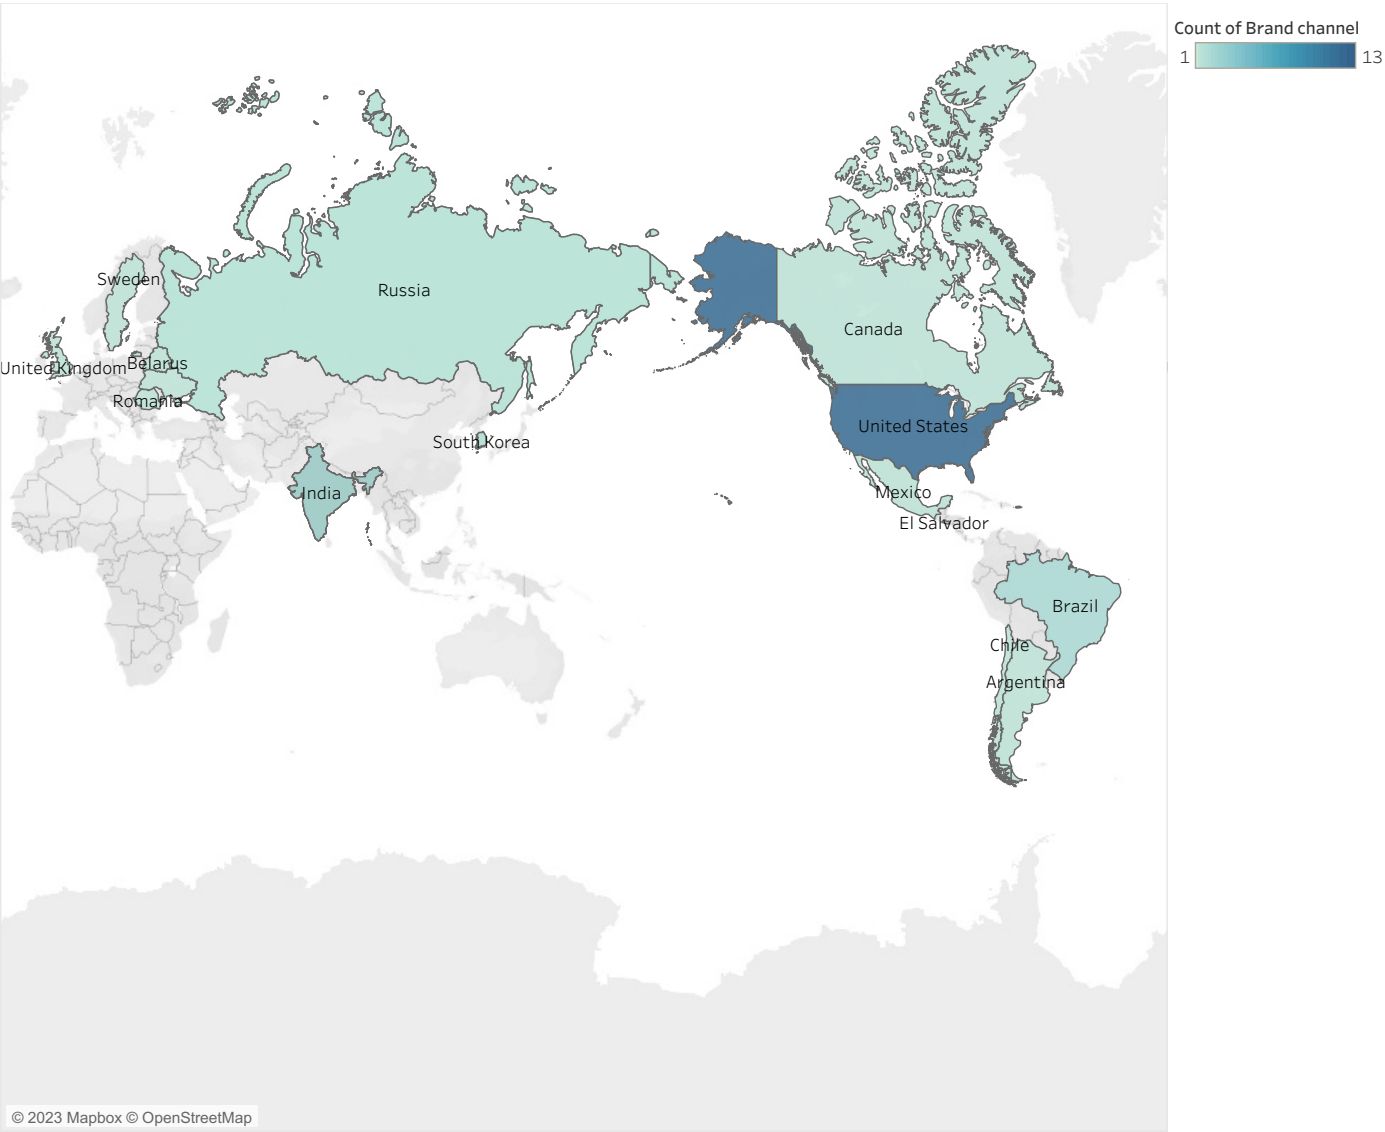 Count of Brand channel
1
13
Sweden
Russia
Canada
United Kingdom
Belarus
Romania
United States
South Korea
India
Mexico
El Salvador
Brazil
Chile
Argentina
© 2023 Mapbox © OpenStreetMap